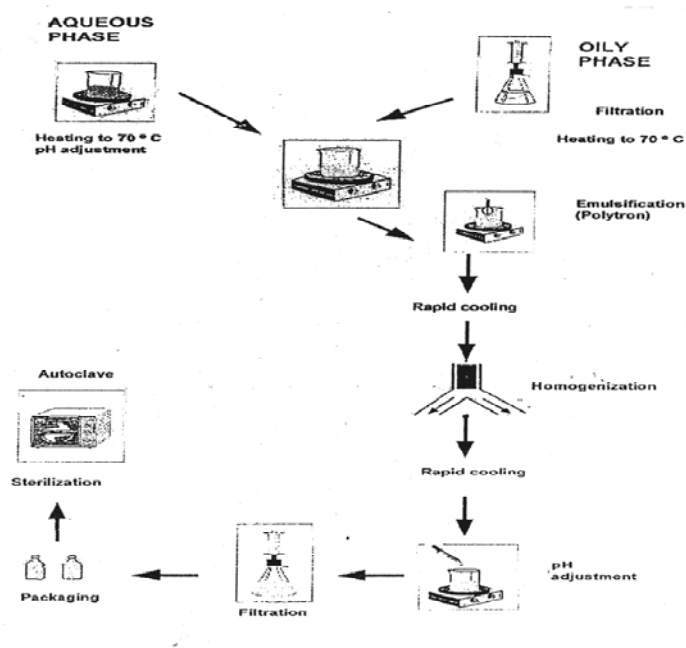 AQUEOUS
PHASE
Heating to 70 ° C
pH adjustment
OILY
PHASE
Filtration
Heating to 70 ° C
Emulsification
(Polytron)
Rapid cooling
Homogenization
Rapid cooling
pH
adjustment
Filtration
Packaging
Sterilization
Autoclave